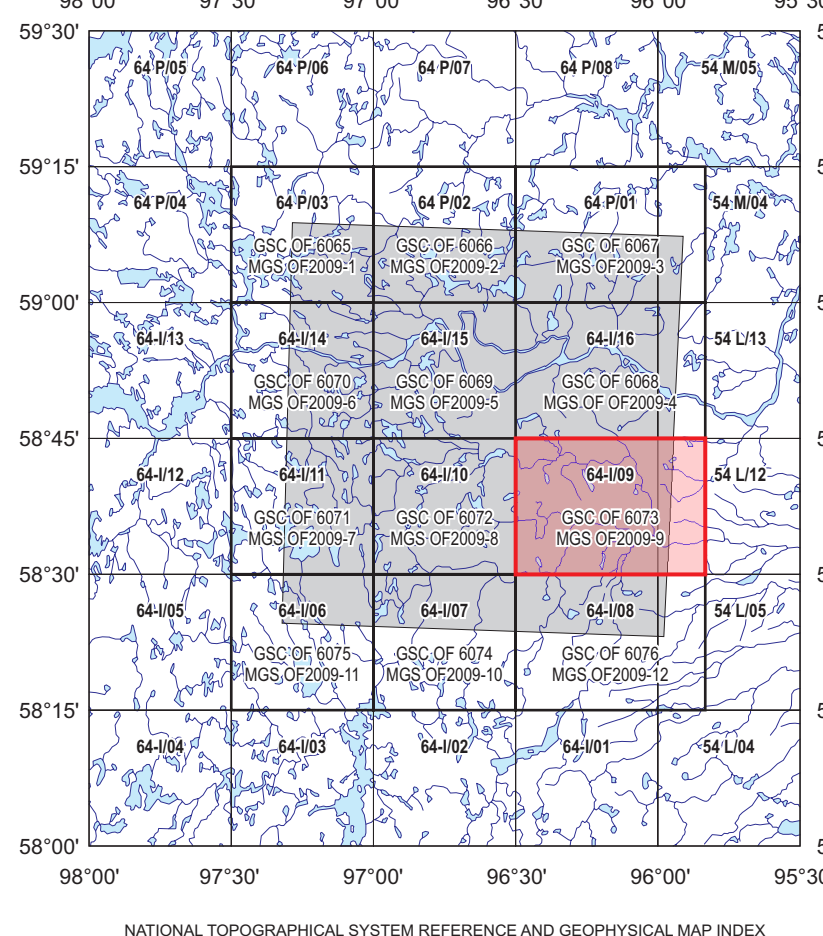 98°00' 97°30' 97°00' 96°30' 96°00'
59°30'
64 P/05 64 P/06 64 P/07 64 P/08 54 M/05
59°15'
64 P/04 64 P/03 64 P/02 64 P/01 54 M/04
GSC OF 6065 GSC OF 6066 GSC OF 6067
MGS OF2009-1 MGS OF2009-2 MGS OF2009-3
59°00'
64-I/13 64-I/14 64-I/15 64-I/16 54 L/13
GSC OF 6070 GSC OF 6069 GSC OF 6068
MGS OF2009-6 MGS OF2009-5 MGS OF OF2009-4
58°45'
64-I/12 64-I/11 64-I/10 64-I/09 54 L/12
GSC OF 6071 GSC OF 6072 GSC OF 6073
MGS OF2009-7 MGS OF2009-8 MGS OF2009-9
58°30'
64-I/05 64-I/06 64-I/07 64-I/08 54 L/05
GSC OF 6075 GSC OF 6074 GSC OF 6076
MGS OF2009-11 MGS OF2009-10 MGS OF2009-12
58°15'
64-I/04 64-I/03 64-I/02 64-I/01 54 L/04
58°00'
98°00' 97°30' 97°00' 96°30' 96°00' 95°30
NATIONAL TOPOGRAPHICAL SYSTEM REFERENCE AND GEOPHYSICAL MAP INDEX